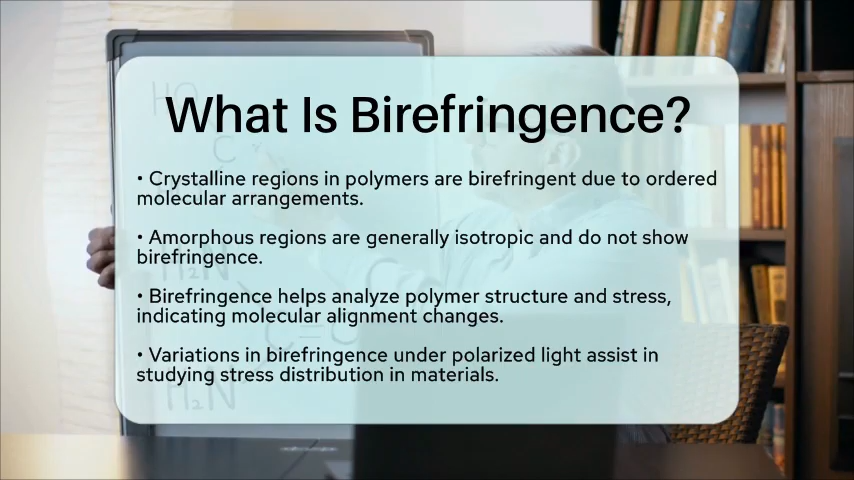 What Is Birefringence?
• Crystalline regions in polymers are birefringent due to ordered
molecular arrangements.
• Amorphous regions are generally isotropic and do not show
birefringence.
• Birefringence helps analyze polymer structure and stress,
indicating molecular alignment changes.
• Variations in birefringence under polarized light assist in
studying stress distribution in materials.
H₂N
H₂N